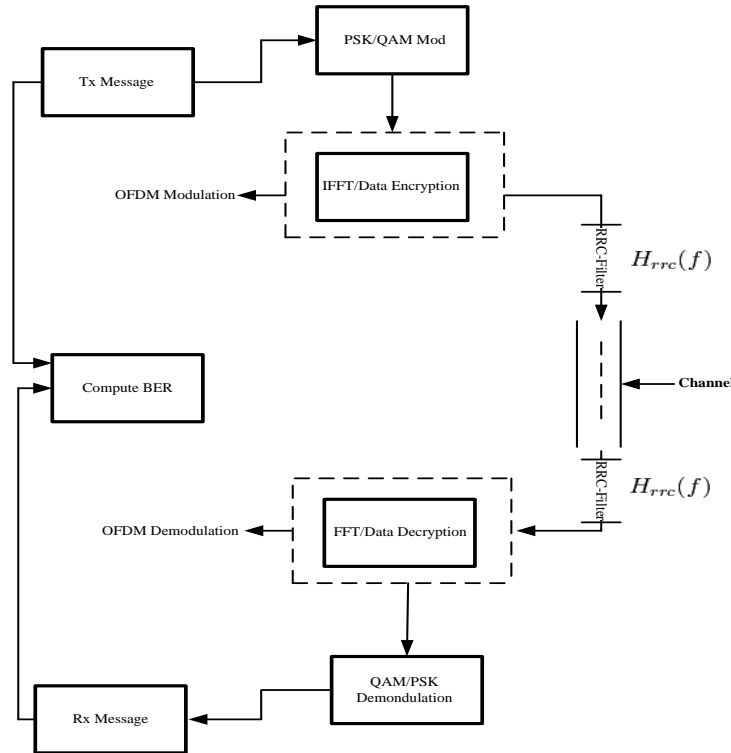 PSK/QAM Mod
Tx Message
IFFT/Data Encryption
OFDM Modulation
RRC-Filter
H_{rrc}(f)
Compute BER
Channel
RRC-Filter
H_{rrc}(f)
OFDM Demodulation
FFT/Data Decryption
QAM/PSK
Demondulation
Rx Message